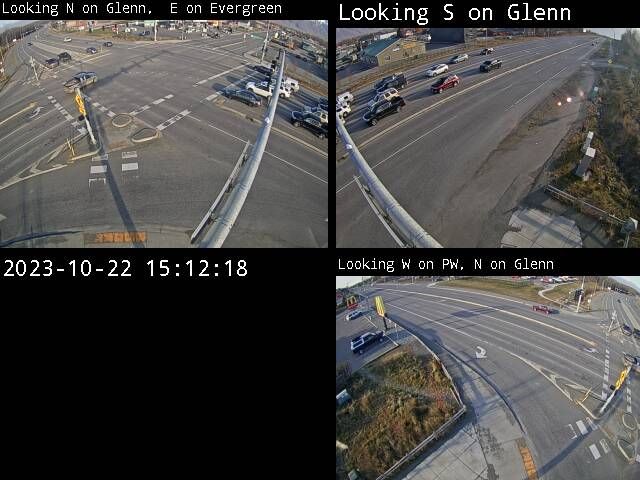 Looking N on Glenn,  E on Evergreen
Looking S on Glenn
2023-10-22 15:12:18
Looking W on PW, N on Glenn